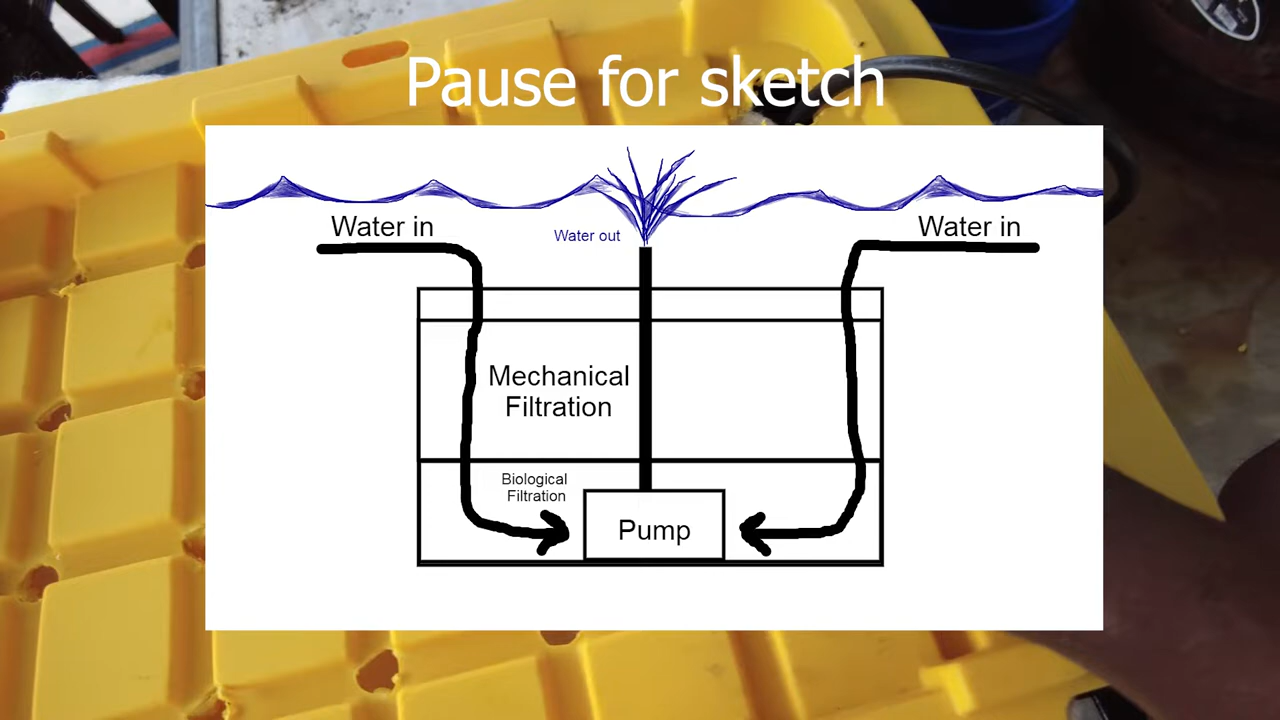 Pause for sketch
Water in
Water out
Water in
Mechanical
Filtration
Biological
Filtration
Pump